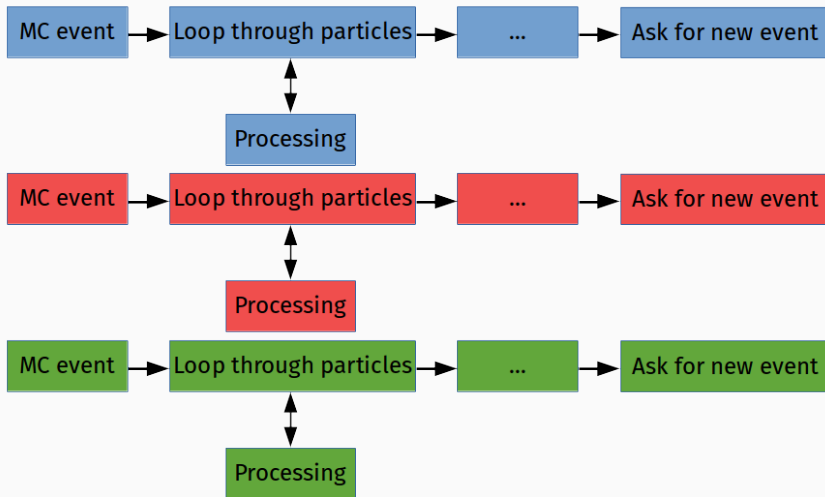 MC event
Loop through particles
...
Ask for new event
Processing
MC event
Loop through particles
...
Ask for new event
Processing
MC event
Loop through particles
...
Ask for new event
Processing